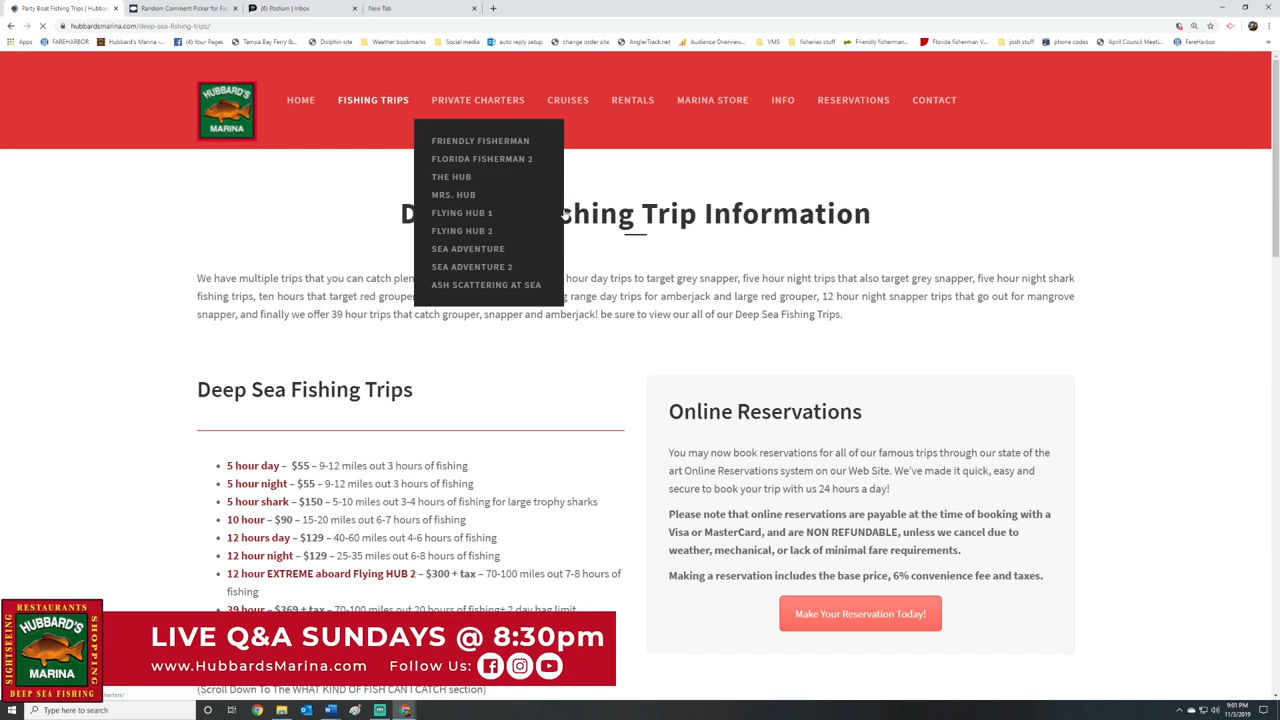 Party Boat Fishing Trips | Hubbard
Random Comment Picker for Fa
(6) Podium | Inbox
New Tab
hubbardsmarina.com/deep-sea-fishing-trips/
Apps FAREHARBOR Hubbard's Marina -... (4) Your Pages Tampa Bay Ferry &... Dolphin site Weather bookmarks Social media auto reply setup change order site AnglerTrack.net Audience Overview... VMS fisheries stuff Friendly fisherman... Florida fisherman V... josh stuff phone codes April Council Meeti... FareHarbor
HUBBARD'S
MARINA
HOME FISHING TRIPS PRIVATE CHARTERS CRUISES RENTALS MARINA STORE INFO RESERVATIONS CONTACT
FRIENDLY FISHERMAN
FLORIDA FISHERMAN 2
THE HUB
MRS. HUB
FLYING HUB 1
FLYING HUB 2
SEA ADVENTURE
SEA ADVENTURE 2
ASH SCATTERING AT SEA
D shing Trip Information
We have multiple trips that you can catch plen hour day trips to target grey snapper, five hour night trips that also target grey snapper, five hour night shark
fishing trips, ten hours that target red groupe g range day trips for amberjack and large red grouper, 12 hour night snapper trips that go out for mangrove
snapper, and finally we offer 39 hour trips that catch grouper, snapper and amberjack! be sure to view our all of our Deep Sea Fishing Trips.
Deep Sea Fishing Trips
5 hour day – $55 – 9-12 miles out 3 hours of fishing
5 hour night – $55 – 9-12 miles out 3 hours of fishing
5 hour shark – $150 – 5-10 miles out 3-4 hours of fishing for large trophy sharks
10 hour – $90 – 15-20 miles out 6-7 hours of fishing
12 hours day – $129 – 40-60 miles out 4-6 hours of fishing
12 hour night – $129 – 25-35 miles out 6-8 hours of fishing
12 hour EXTREME aboard Flying HUB 2 – $300 + tax – 70-100 miles out 7-8 hours of
fishing
39 hour – $369 + tax – 70-100 miles out 20 hours of fishing+ 2 day bag limit
(Scroll Down To The WHAT KIND OF FISH CAN I CATCH section)
Online Reservations
You may now book reservations for all of our famous trips through our state of the
art Online Reservations system on our Web Site. We've made it quick, easy and
secure to book your trip with us 24 hours a day!
Please note that online reservations are payable at the time of booking with a
Visa or MasterCard, and are NON REFUNDABLE, unless we cancel due to
weather, mechanical, or lack of minimal fare requirements.
Making a reservation includes the base price, 6% convenience fee and taxes.
Make Your Reservation Today!
RESTAURANTS
SIGHTSEEING
HUBBARD'S
MARINA
SHOPPING
DEEP SEA FISHING
LIVE Q&A SUNDAYS @ 8:30pm
www.HubbardsMarina.com Follow Us:
Type here to search
9:01 PM
11/3/2019